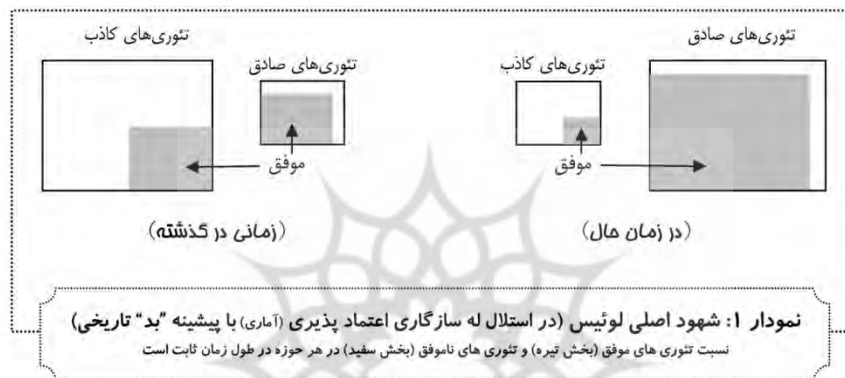 تئوری‌های صادق
تئوری‌های کاذب
موفق
(در زمان حال)
تئوری‌های کاذب
تئوری‌های صادق
موفق
(زمانی در گذشته)
نمودار 1: شهود اصلی لوئیس (در استلال له سازگاری اعتماد پذیری (آماری) با پیشینه "بد" تاریخی)
نسبت تئوری های موفق (بخش تیره) و تئوری های ناموفق (بخش سفید) در هر حوزه در طول زمان ثابت است